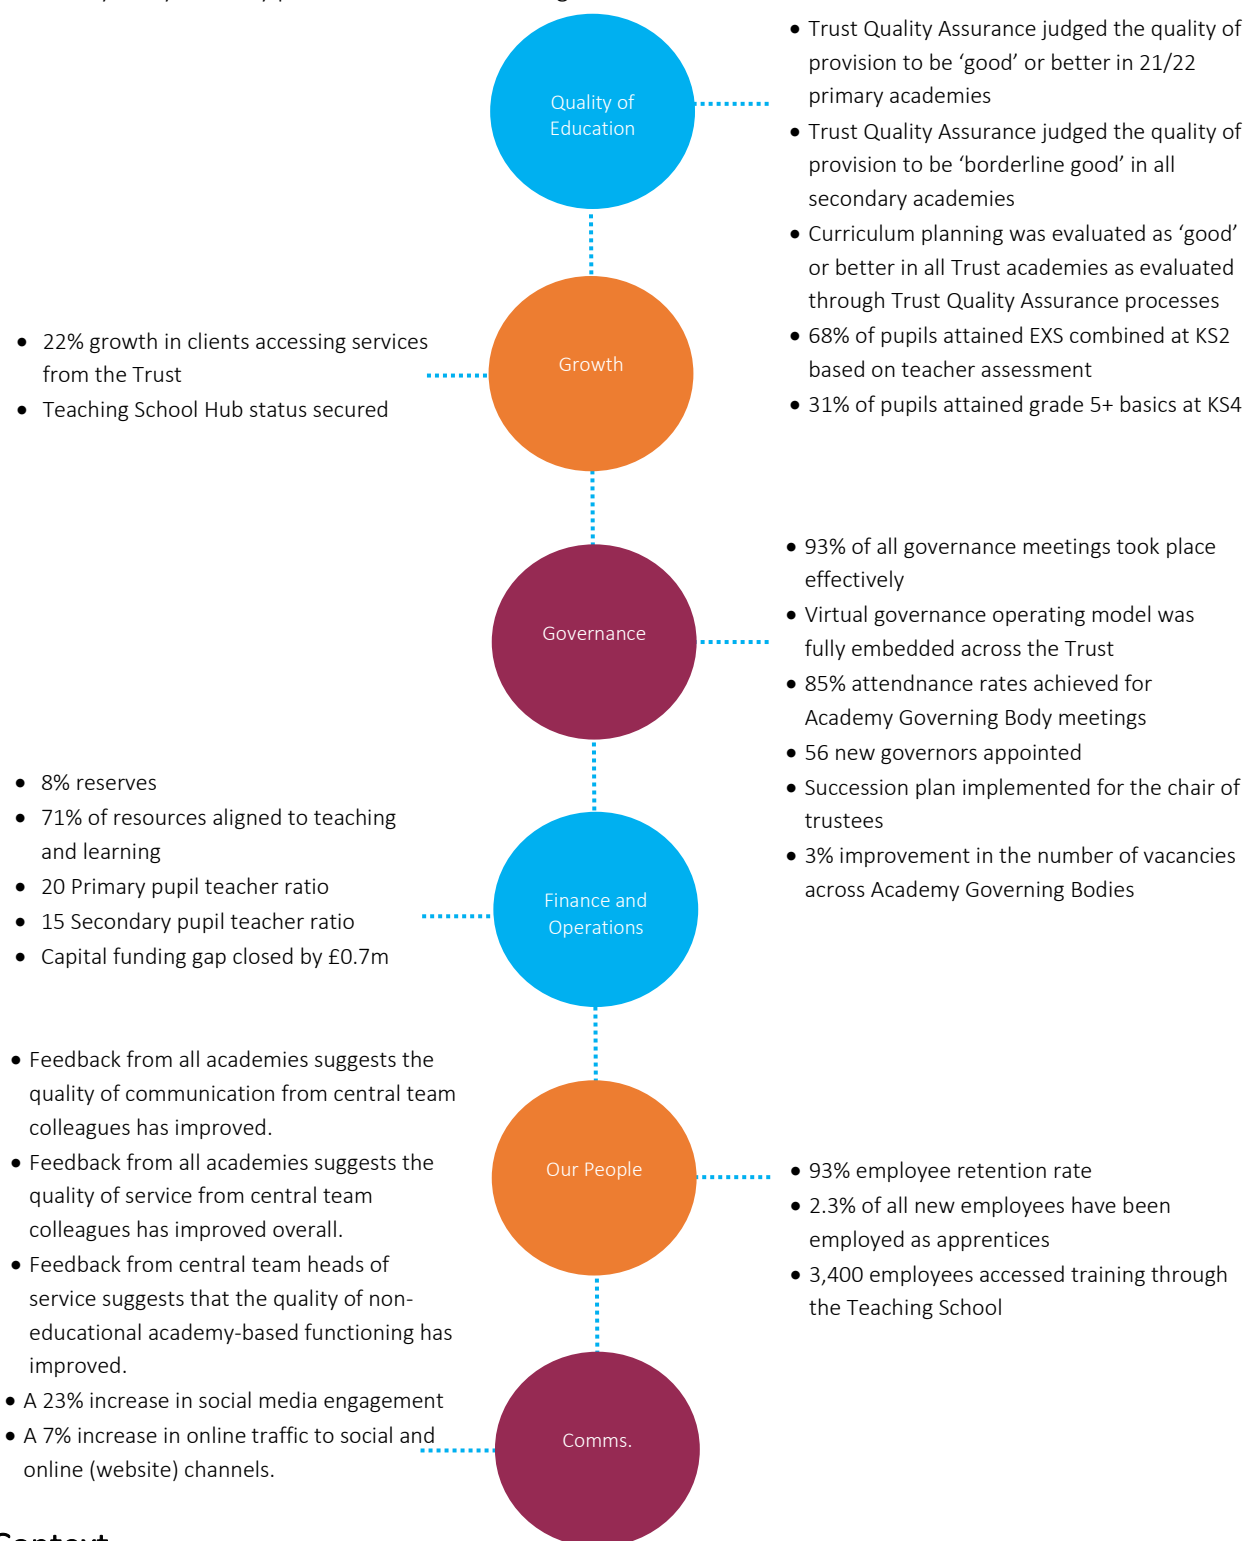 Quality of
Education
• Trust Quality Assurance judged the quality of
provision to be ‘good’ or better in 21/22
primary academies
• Trust Quality Assurance judged the quality of
provision to be ‘borderline good’ in all
secondary academies
• Curriculum planning was evaluated as ‘good’
or better in all Trust academies as evaluated
through Trust Quality Assurance processes
• 68% of pupils attained EXS combined at KS2
based on teacher assessment
• 31% of pupils attained grade 5+ basics at KS4
• 22% growth in clients accessing services
from the Trust
• Teaching School Hub status secured
Growth
Governance
• 93% of all governance meetings took place
effectively
• Virtual governance operating model was
fully embedded across the Trust
• 85% attendnance rates achieved for
Academy Governing Body meetings
• 56 new governors appointed
• Succession plan implemented for the chair of
trustees
• 3% improvement in the number of vacancies
across Academy Governing Bodies
• 8% reserves
• 71% of resources aligned to teaching
and learning
• 20 Primary pupil teacher ratio
• 15 Secondary pupil teacher ratio
• Capital funding gap closed by £0.7m
Finance and
Operations
Our People
• 93% employee retention rate
• 2.3% of all new employees have been
employed as apprentices
• 3,400 employees accessed training through
the Teaching School
• Feedback from all academies suggests the
quality of communication from central team
colleagues has improved.
• Feedback from all academies suggests the
quality of service from central team
colleagues has improved overall.
• Feedback from central team heads of
service suggests that the quality of non-
educational academy-based functioning has
improved.
• A 23% increase in social media engagement
• A 7% increase in online traffic to social and
online (website) channels.
Comms.